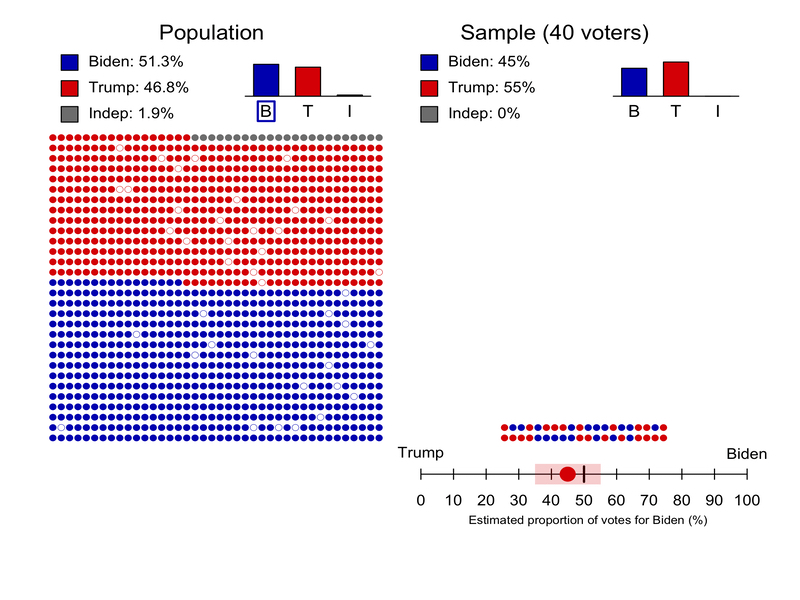 Population
Biden: 51.3%
Trump: 46.8%
Indep: 1.9%
B T I
Sample (40 voters)
Biden: 45%
Trump: 55%
Indep: 0%
B T I
Trump Biden
0 10 20 30 40 50 60 70 80 90 100
Estimated proportion of votes for Biden (%)